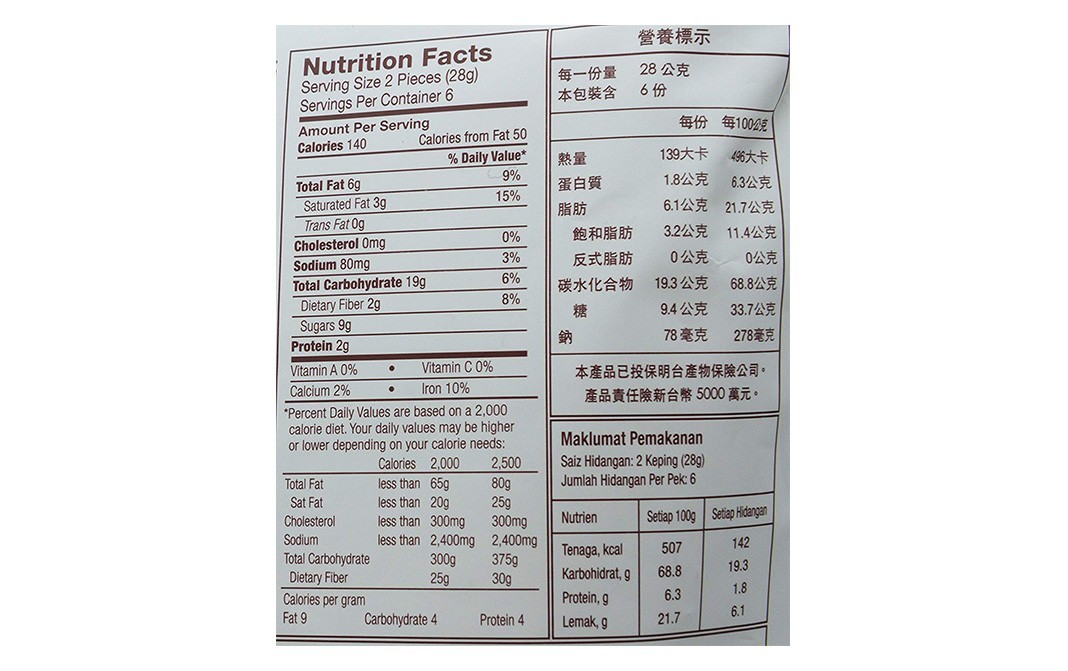 Nutrition Facts
Serving Size 2 Pieces (28g)
Servings Per Container 6
Amount Per Serving
Calories 140 Calories from Fat 50
% Daily Value*
Total Fat 6g 9%
Saturated Fat 3g 15%
Trans Fat 0g
Cholesterol 0mg 0%
Sodium 80mg 3%
Total Carbohydrate 19g 6%
Dietary Fiber 2g 8%
Sugars 9g
Protein 2g
Vitamin A 0% • Vitamin C 0%
Calcium 2% • Iron 10%
*Percent Daily Values are based on a 2,000
calorie diet. Your daily values may be higher
or lower depending on your calorie needs:
Calories 2,000 2,500
Total Fat less than 65g 80g
Sat Fat less than 20g 25g
Cholesterol less than 300mg 300mg
Sodium less than 2,400mg 2,400mg
Total Carbohydrate 300g 375g
Dietary Fiber 25g 30g
Calories per gram
Fat 9 Carbohydrate 4 Protein 4
營養標示
每一份量 28 公克
本包裝含 6 份
每份 每100公克
熱量 139大卡 496大卡
蛋白質 1.8公克 6.3公克
脂肪 6.1公克 21.7公克
飽和脂肪 3.2公克 11.4公克
反式脂肪 0公克 0公克
碳水化合物 19.3公克 68.8公克
糖 9.4公克 33.7公克
鈉 78毫克 278毫克
本產品已投保明台產物保險公司。
產品責任險新台幣 5000 萬元。
Maklumat Pemakanan
Saiz Hidangan: 2 Keping (28g)
Jumlah Hidangan Per Pek: 6
Nutrien Setiap 100g Setiap Hidangan
Tenaga, kcal 507 142
Karbohidrat, g 68.8 19.3
Protein, g 6.3 1.8
Lemak, g 21.7 6.1